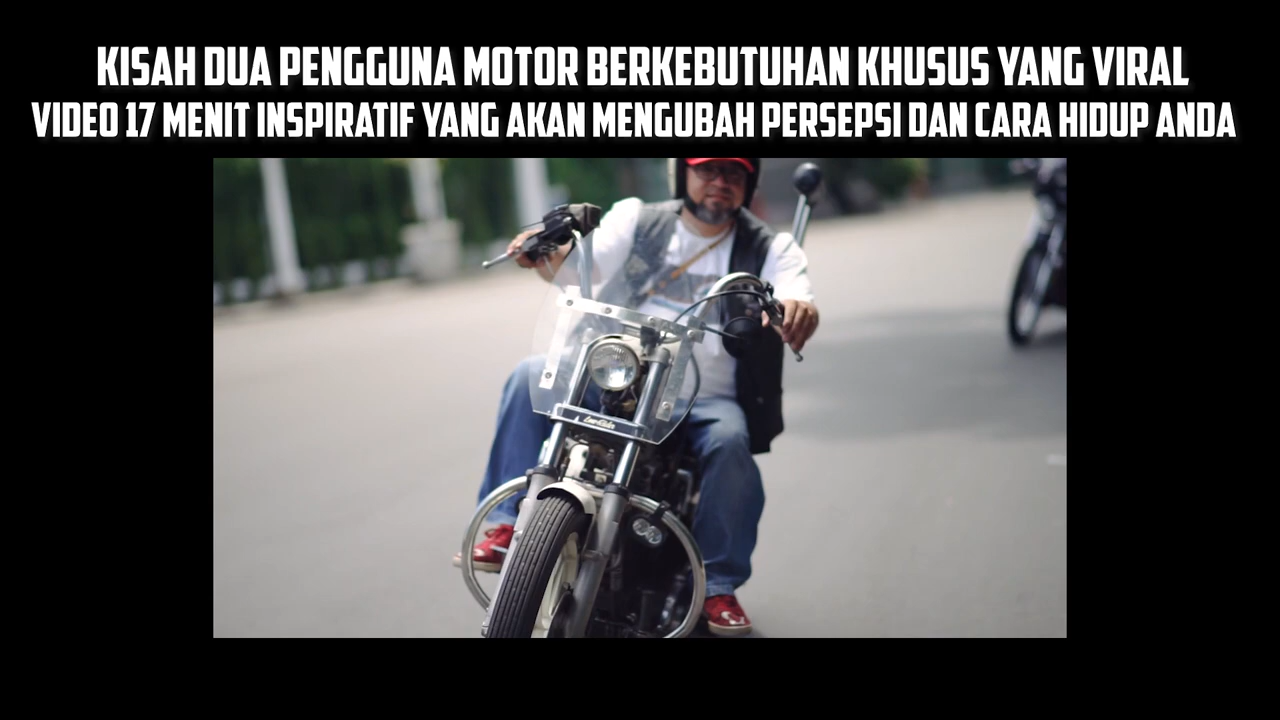 KISAH DUA PENGGUNA MOTOR BERKEBUTUHAN KHUSUS YANG VIRAL
VIDEO 17 MENIT INSPIRATIF YANG AKAN MENGUBAH PERSEPSI DAN CARA HIDUP ANDA